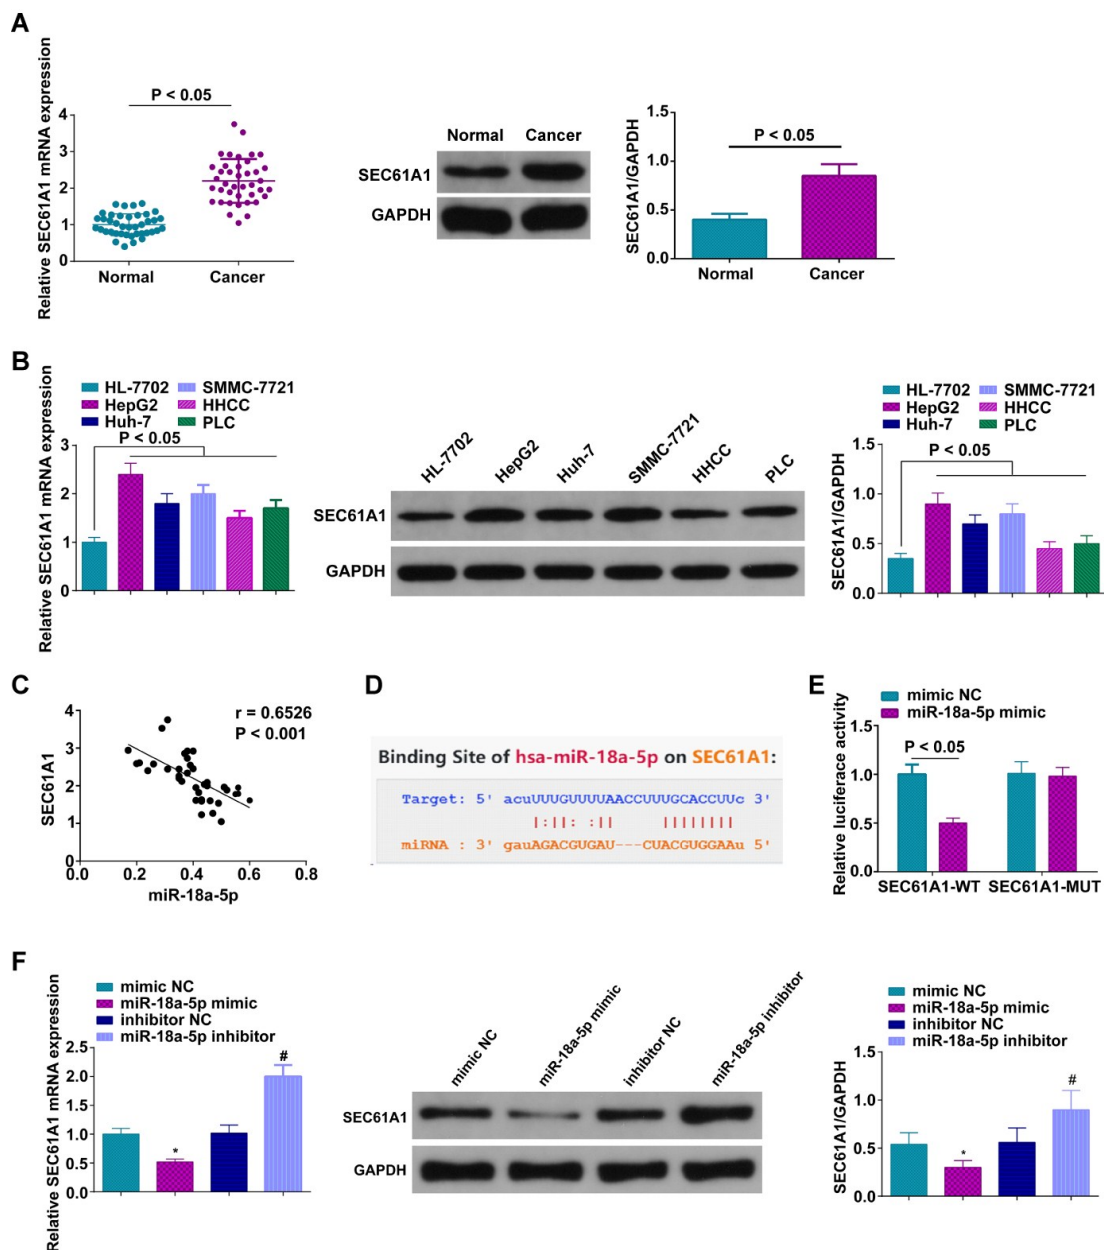 A
Relative SEC61A1 mRNA expression
P < 0.05
4
3
2
1
0
Normal
Cancer
Normal
Cancer
SEC61A1
GAPDH
SEC61A1/GAPDH
P < 0.05
1.5
1.0
0.5
0.0
Normal
Cancer
B
Relative SEC61A1 mRNA expression
HL-7702
SMMC-7721
HepG2
HHCC
Huh-7
PLC
P < 0.05
3
2
1
0
HL-7702
HepG2
Huh-7
SMMC-7721
HHCC
PLC
SEC61A1
GAPDH
SEC61A1/GAPDH
HL-7702
SMMC-7721
HepG2
HHCC
Huh-7
PLC
P < 0.05
1.5
1.0
0.5
0.0
C
SEC61A1
r = 0.6526
P < 0.001
4
3
2
1
0
0.0
0.2
0.4
0.6
0.8
miR-18a-5p
D
Binding Site of hsa-miR-18a-5p on SEC61A1:
Target: 5' acuUUUGUUUUAACCUUUGCACCUUc 3'
|:||: :|| ||||||||
miRNA : 3' gauAGACGUGAU---CUACGUGGAAu 5'
E
Relative luciferace activity
mimic NC
miR-18a-5p mimic
P < 0.05
1.5
1.0
0.5
0.0
SEC61A1-WT
SEC61A1-MUT
F
Relative SEC61A1 mRNA expression
mimic NC
miR-18a-5p mimic
inhibitor NC
miR-18a-5p inhibitor
2.5
2.0
1.5
1.0
0.5
0.0
*
#
mimic NC
miR-18a-5p mimic
inhibitor NC
miR-18a-5p inhibitor
SEC61A1
GAPDH
SEC61A1/GAPDH
mimic NC
miR-18a-5p mimic
inhibitor NC
miR-18a-5p inhibitor
1.5
1.0
0.5
0.0
*
#